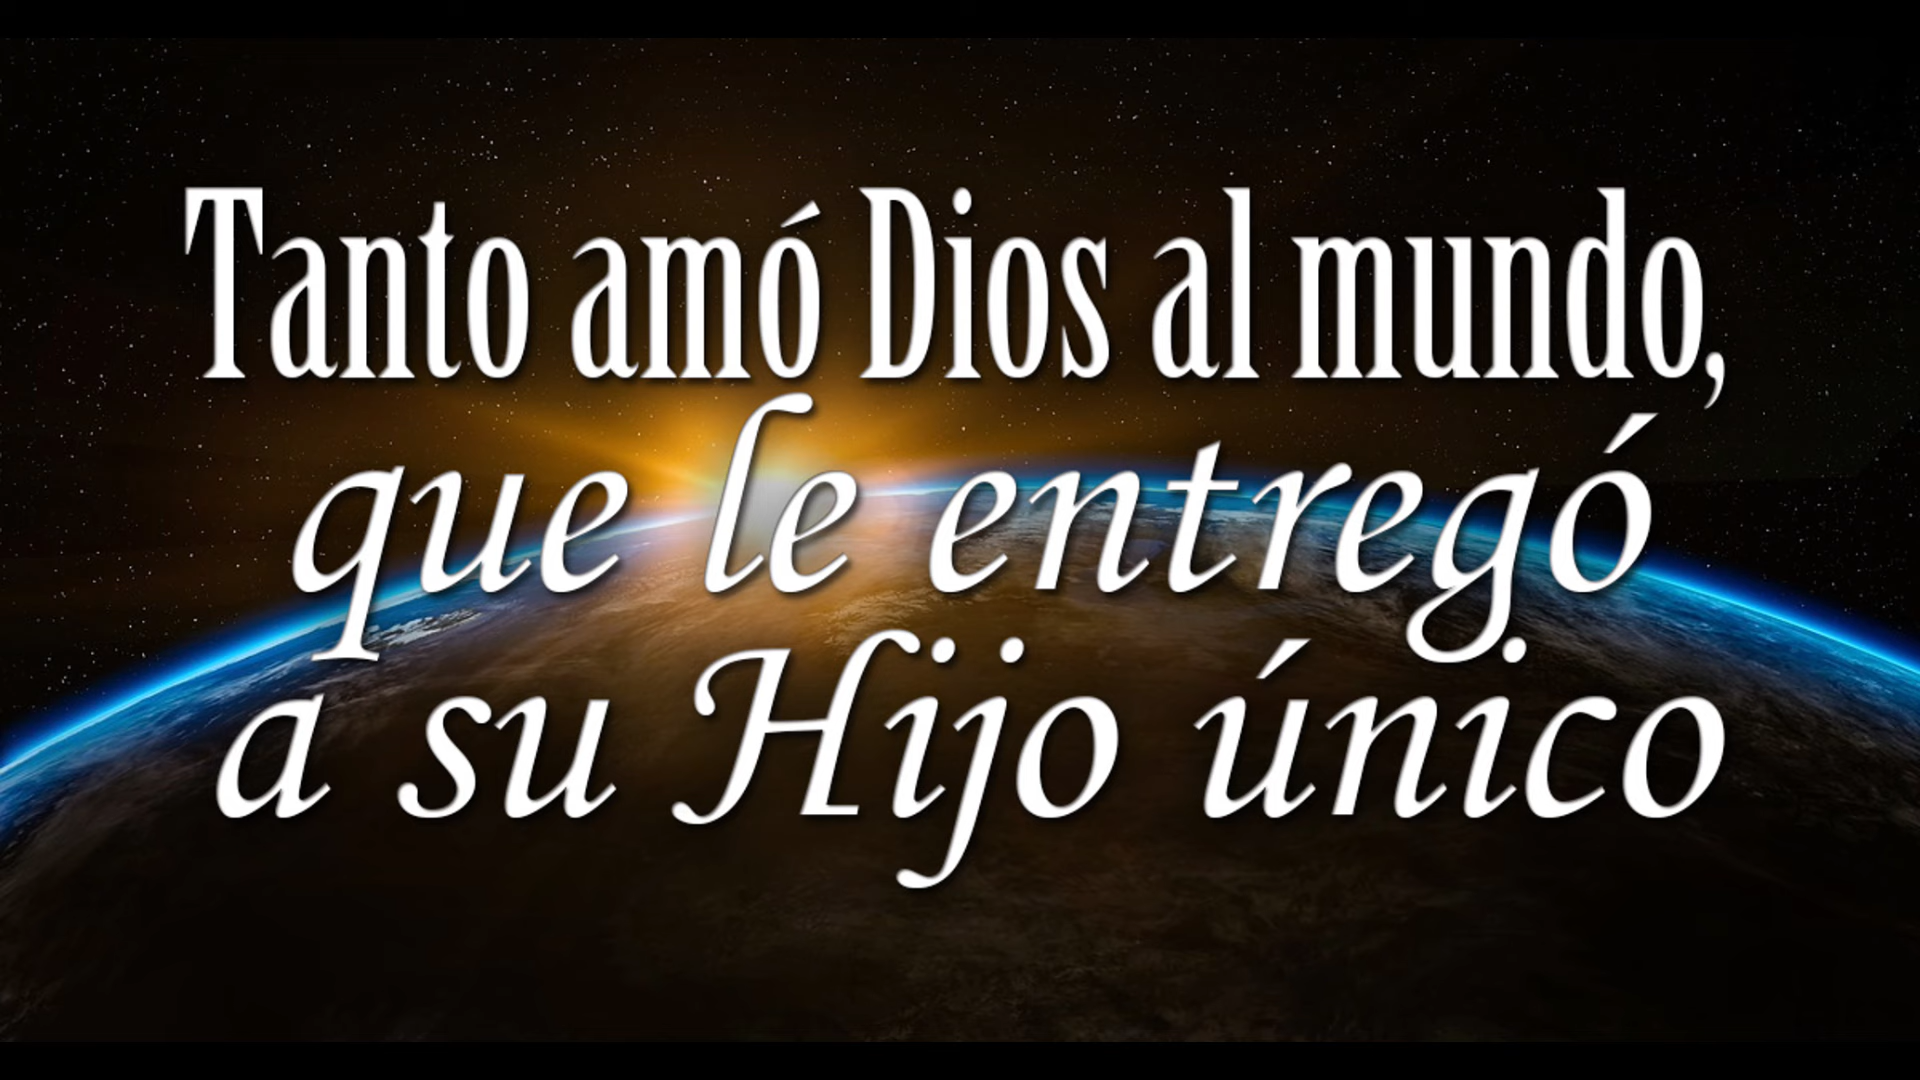 Tanto amó Dios al mundo,
que le entregó
a su Hijo único